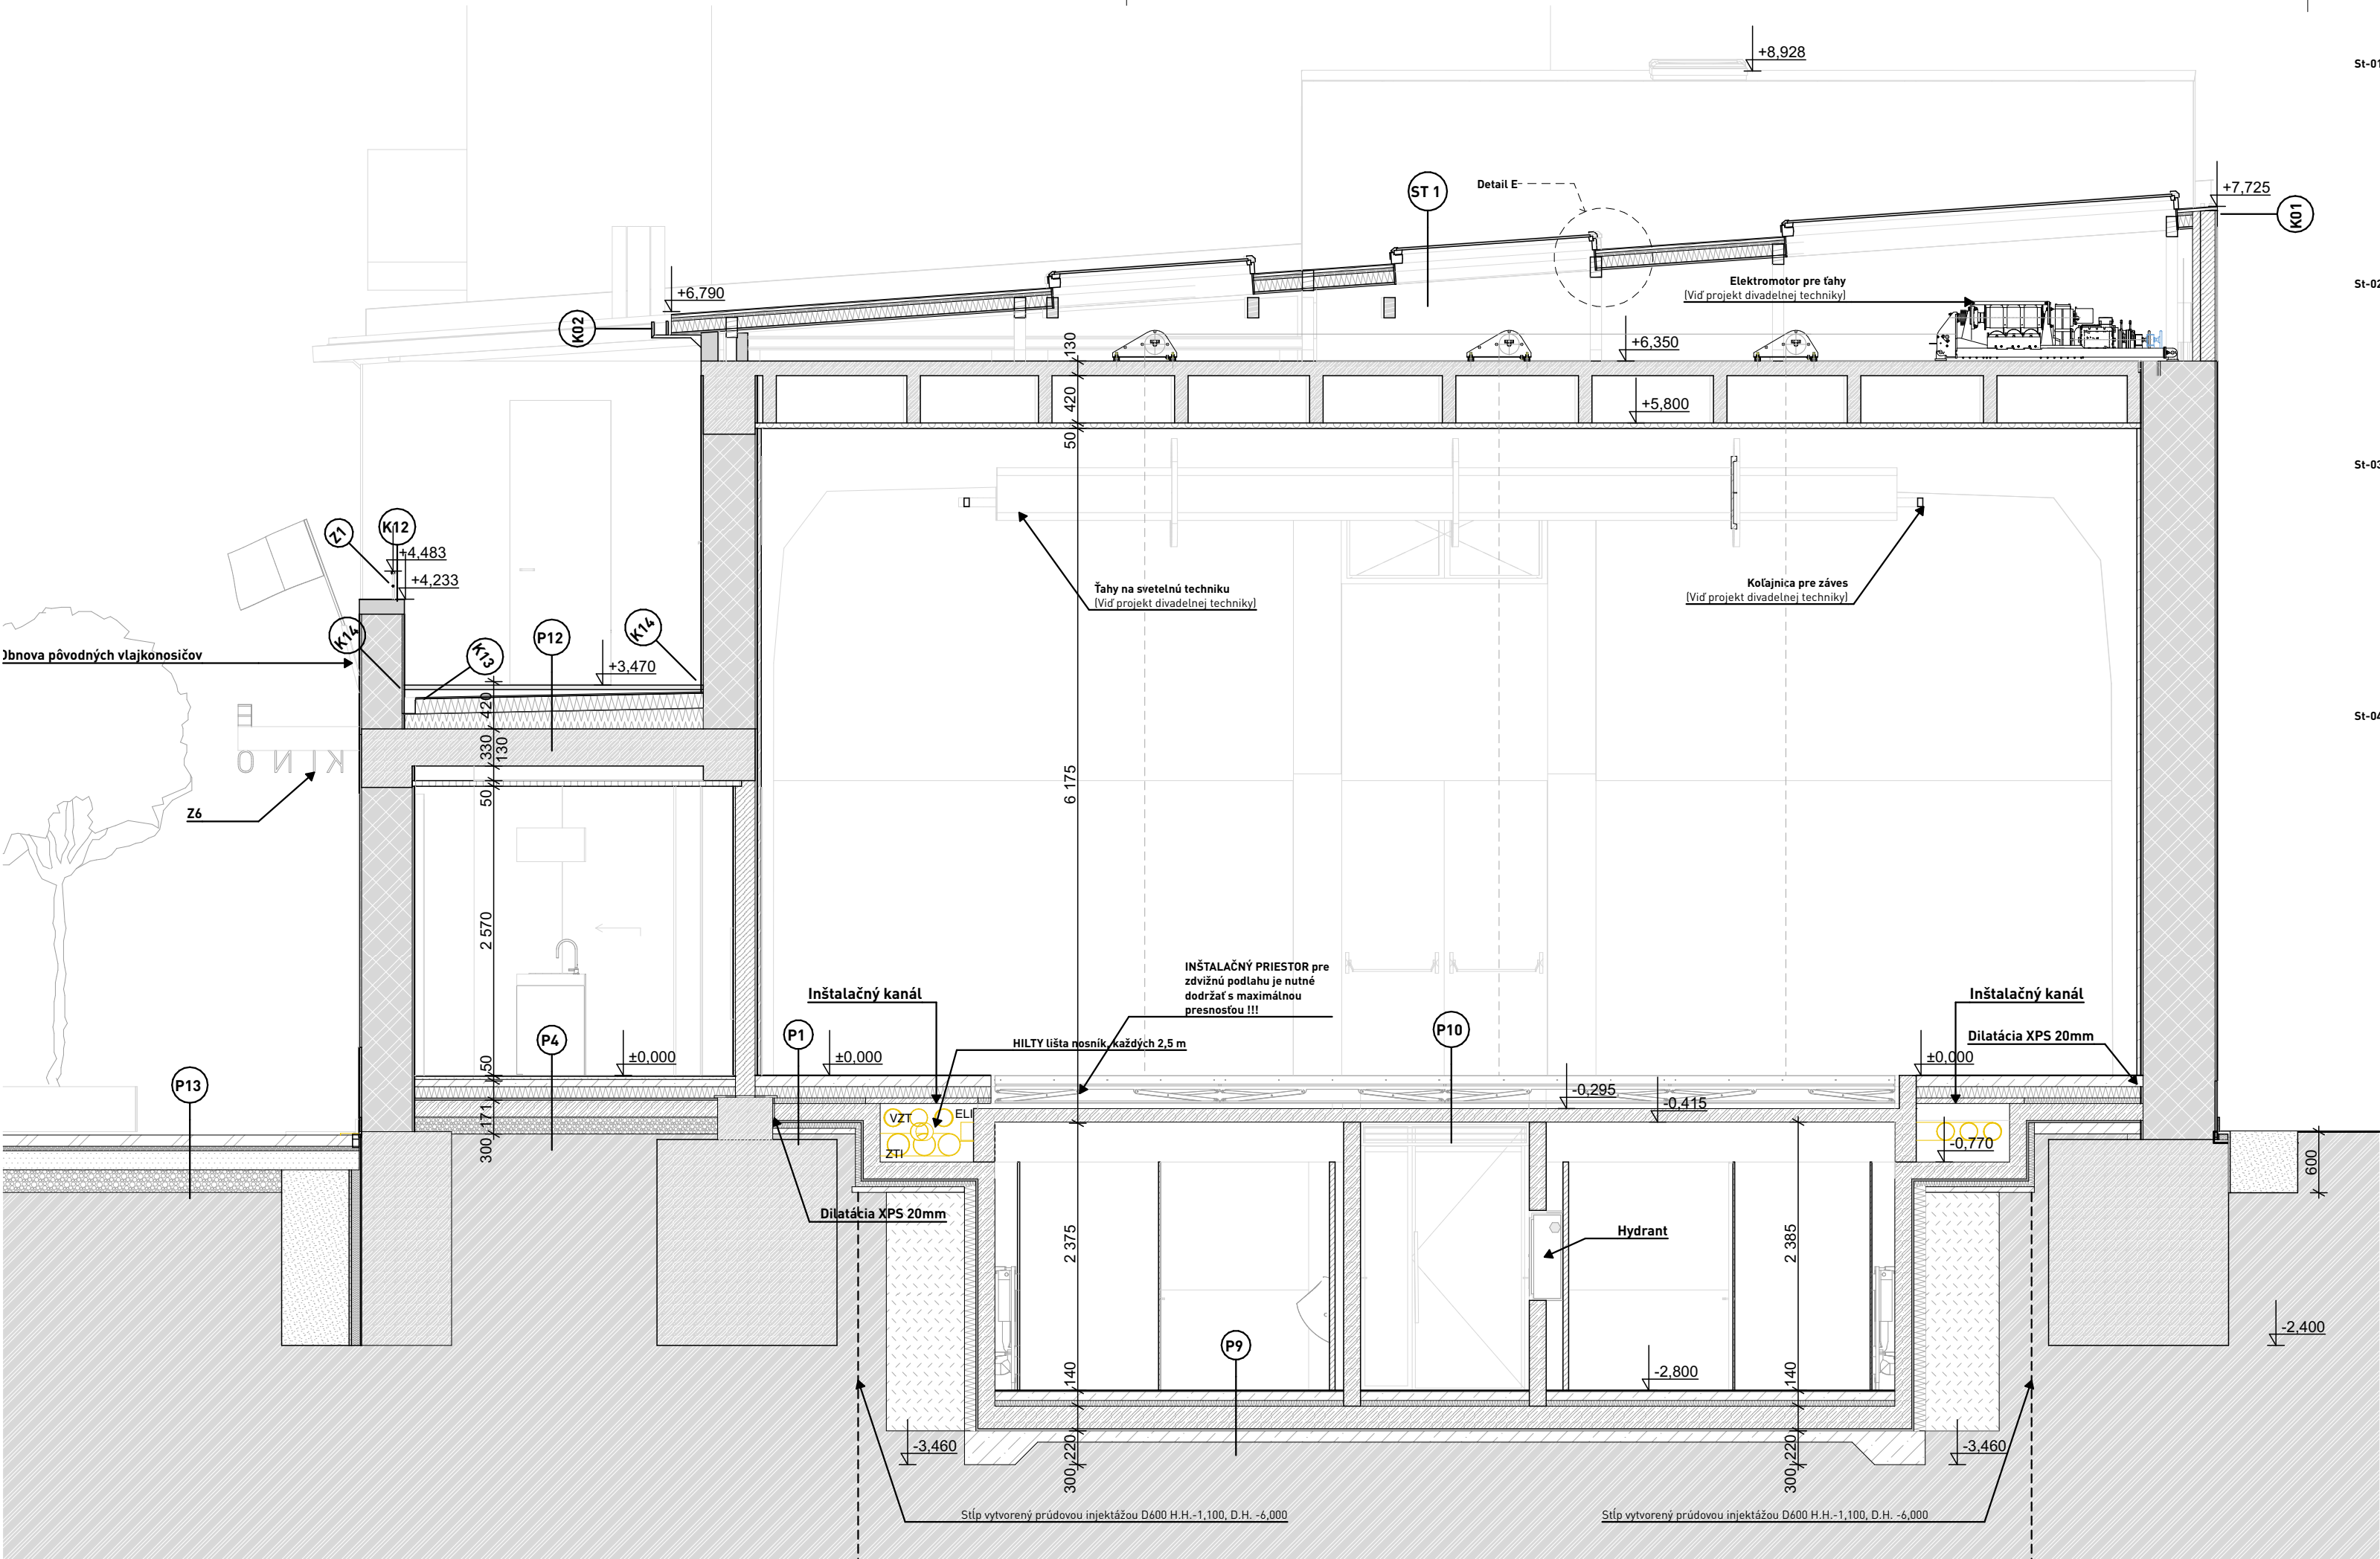 +8,928
St-01
Detail E
ST 1
+7,725
K01
Elektromotor pre ťahy
(Viď projekt divadelnej techniky)
St-02
+6,790
K02
130
+6,350
420
+5,800
50
St-03
Z1
K12
+4,483
+4,233
Ťahy na svetelnú techniku
(Viď projekt divadelnej techniky)
Koľajnica pre záves
(Viď projekt divadelnej techniky)
K14
K13
P12
K14
Obnova pôvodných vlajkonosičov
+3,470
420
St-04
330
130
KINO
50
6 175
Z6
2 570
INŠTALAČNÝ PRIESTOR pre
zdvižnú podlahu je nutné
dodržať s maximálnou
presnosťou !!!
Inštalačný kanál
Inštalačný kanál
P4
P1
P10
HILTY lišta nosník, každých 2,5 m
Dilatácia XPS 20mm
±0,000
±0,000
±0,000
50
P13
-0,295
-0,415
VZT
ELI
171
ZTI
-0,770
300
600
Dilatácia XPS 20mm
2 375
Hydrant
2 385
-2,400
P9
140
-2,800
140
-3,460
220
220
-3,460
300
300
Stĺp vytvorený prúdovou injektážou D600 H.H.-1,100, D.H. -6,000
Stĺp vytvorený prúdovou injektážou D600 H.H.-1,100, D.H. -6,000